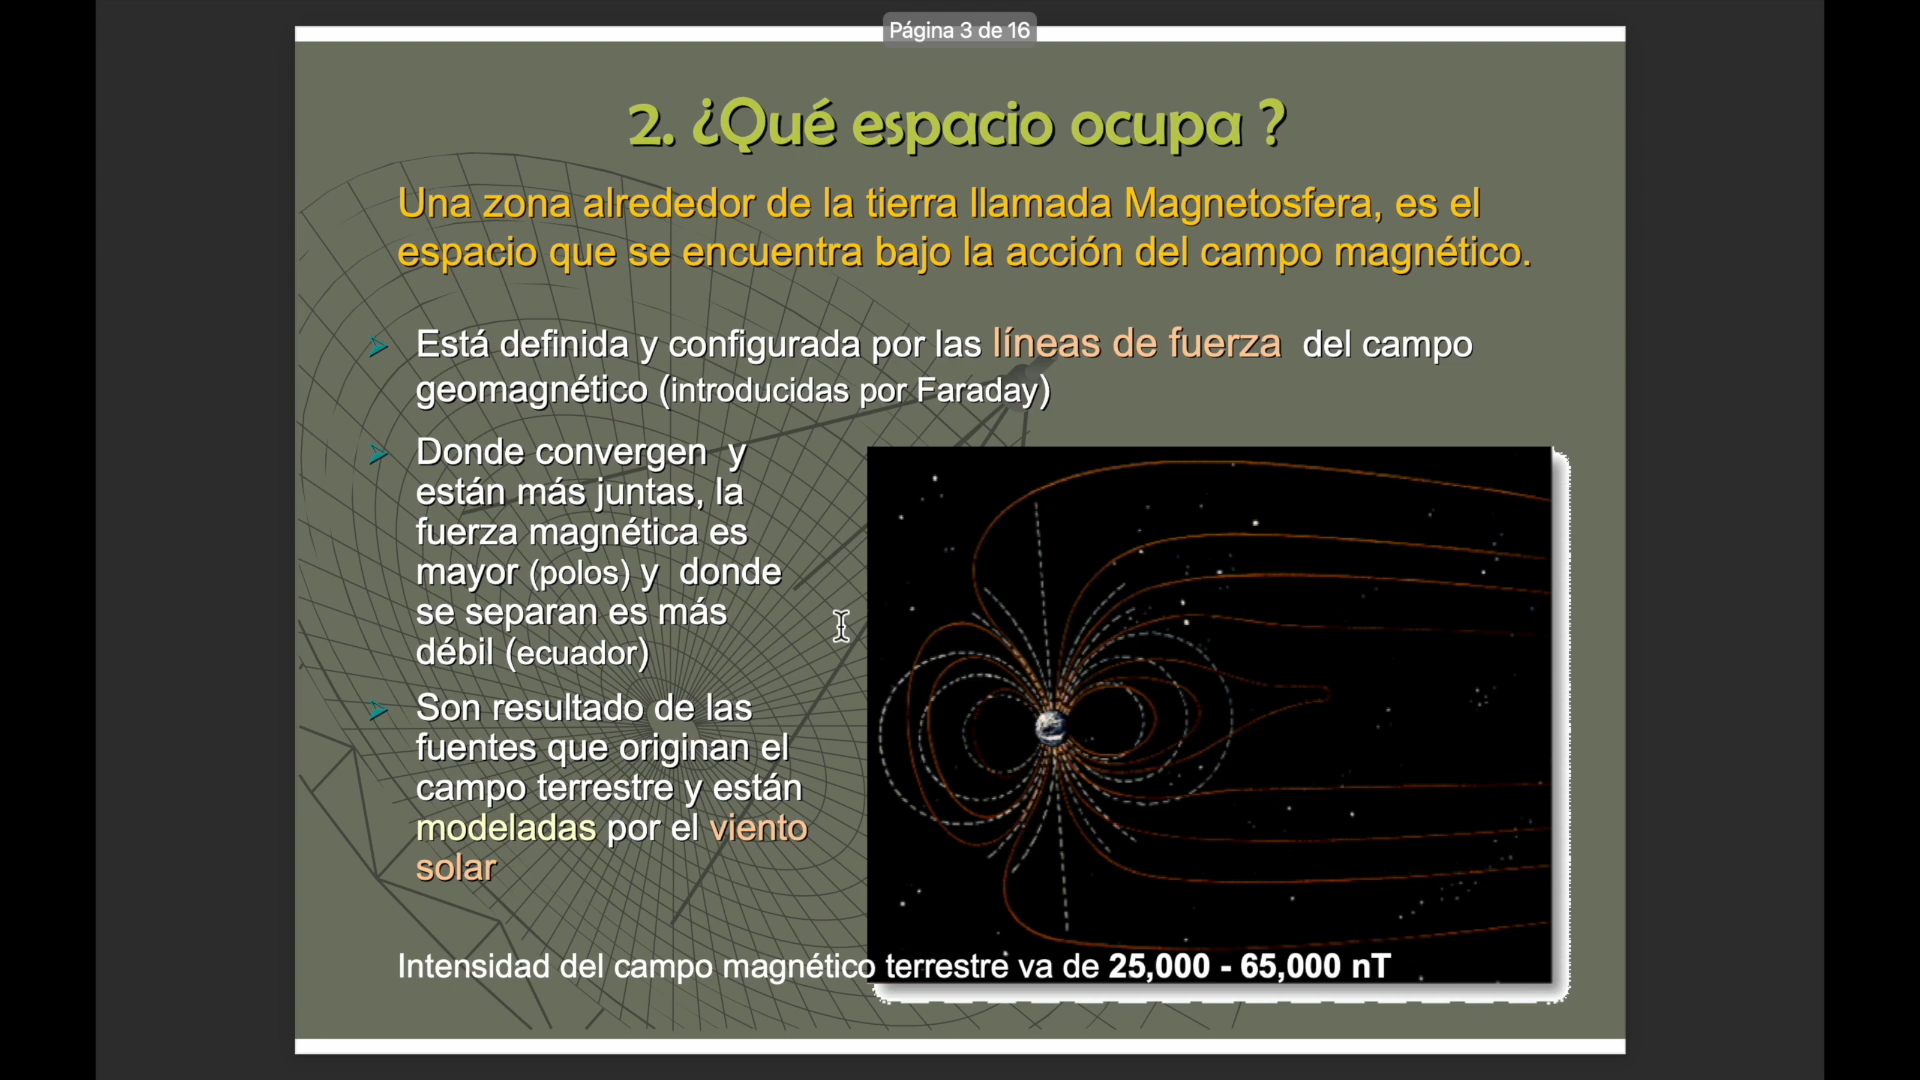 Página 3 de 16
2. ¿Qué espacio ocupa ?
Una zona alrededor de la tierra llamada Magnetosfera, es el
espacio que se encuentra bajo la acción del campo magnético.
Está definida y configurada por las líneas de fuerza del campo
geomagnético (introducidas por Faraday)
Donde convergen y
están más juntas, la
fuerza magnética es
mayor (polos) y donde
se separan es más
débil (ecuador)
Son resultado de las
fuentes que originan el
campo terrestre y están
modeladas por el viento
solar
Intensidad del campo magnético terrestre va de 25,000 - 65,000 nT